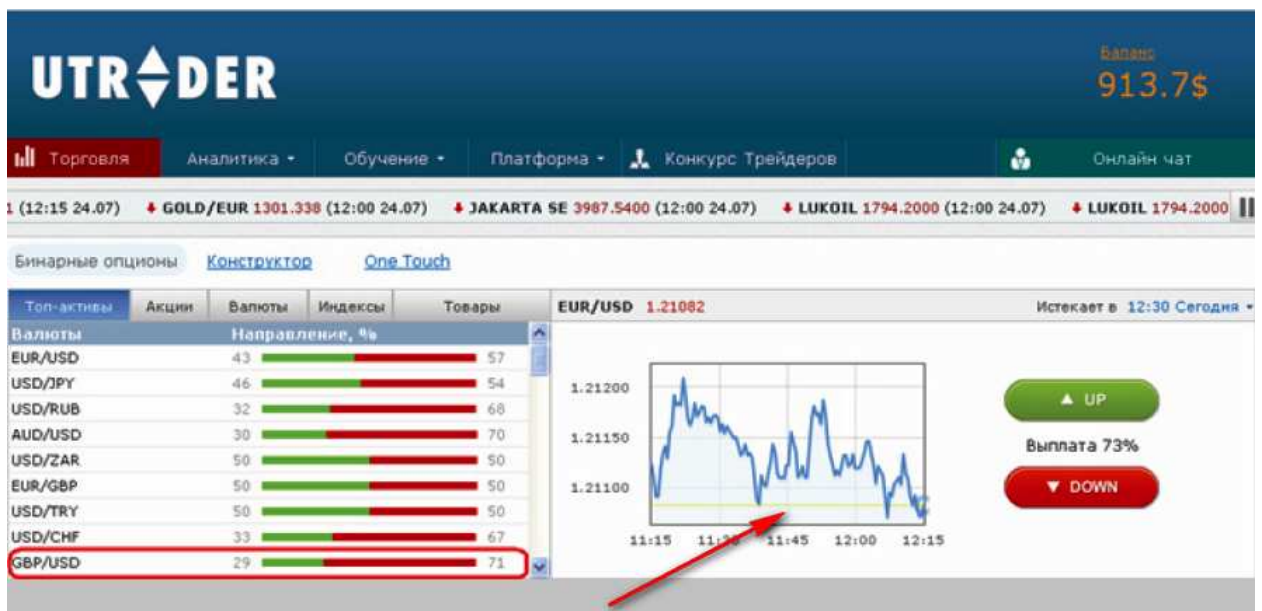 Баланс
UTRADER
913.7$
Торговля Аналитика Обучение Платформа Конкурс Трейдеров Онлайн чат
1 (12:15 24.07) GOLD/EUR 1301.338 (12:00 24.07) JAKARTA SE 3987.5400 (12:00 24.07) LUKOIL 1794.2000 (12:00 24.07) LUKOIL 1794.2000
Бинарные опционы Конструктор One Touch
Топ-активы Акции Валюты Индексы Товары EUR/USD 1.21082 Истекает в 12:30 Сегодня
Валюты Направление, %
EUR/USD 43 57
USD/JPY 46 54
USD/RUB 32 68
AUD/USD 30 70
USD/ZAR 50 50
EUR/GBP 50 50
USD/TRY 50 50
USD/CHF 33 67
GBP/USD 29 71
1.21200
1.21150
1.21100
11:15 11:30 11:45 12:00 12:15
UP
Выплата 73%
DOWN